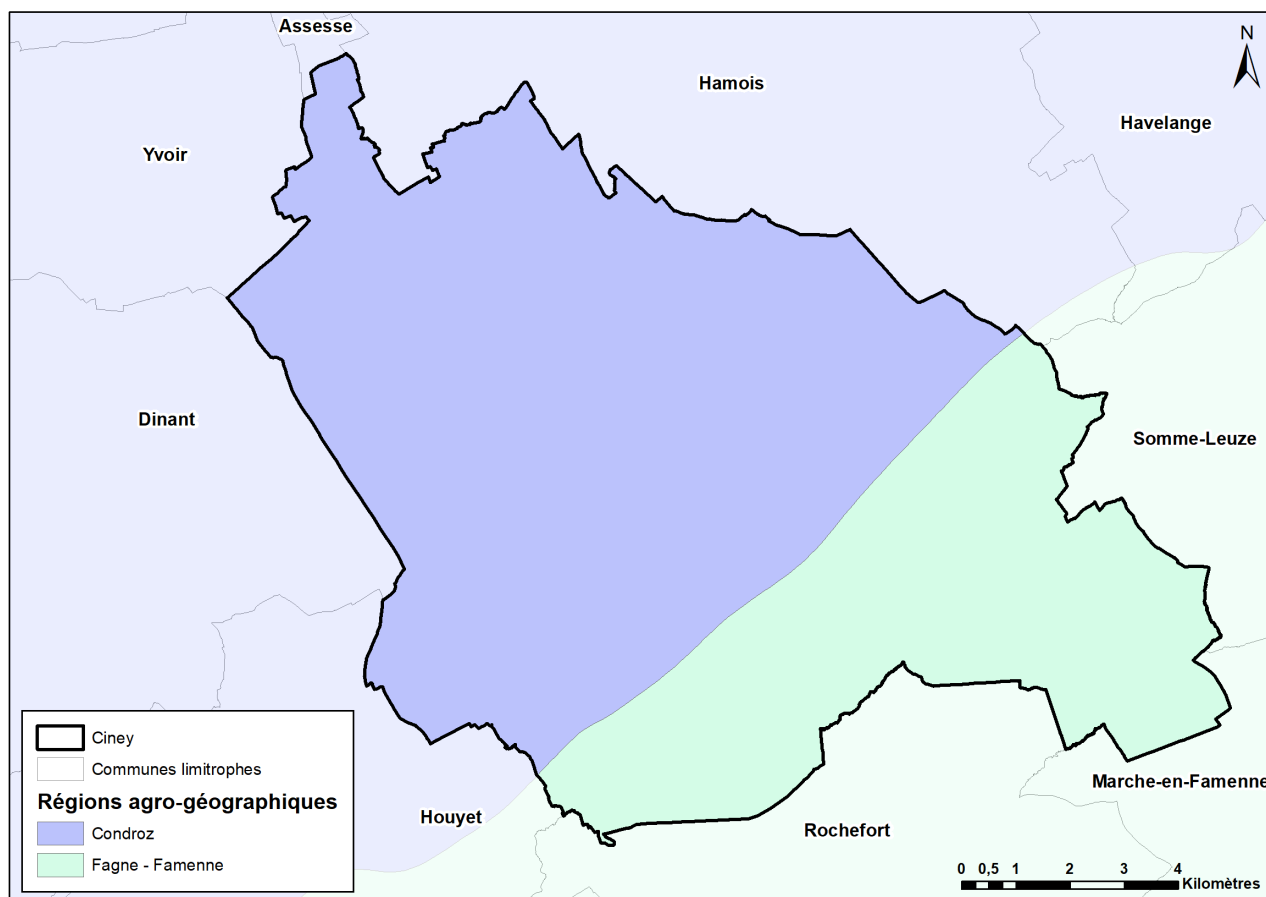 Assesse
N
Hamois
Havelange
Yvoir
Dinant
Somme-Leuze
Ciney
Communes limitrophes
Régions agro-géographiques
Condroz
Fagne - Famenne
Houyet
Marche-en-Famenne
Rochefort
0 0,5 1 2 3 4
Kilomètres